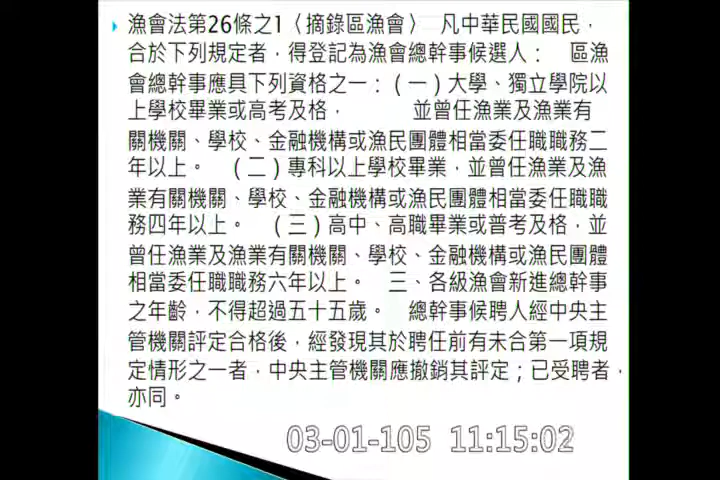 漁會法第26條之1〈摘錄區漁會〉 凡中華民國國民，
合於下列規定者，得登記為漁會總幹事候選人： 區漁
會總幹事應具下列資格之一：(一)大學、獨立學院以
上學校畢業或高考及格， 並曾任漁業及漁業有
關機關、學校、金融機構或漁民團體相當委任職職務二
年以上。 (二)專科以上學校畢業，並曾任漁業及漁
業有關機關、學校、金融機構或漁民團體相當委任職職
務四年以上。 (三)高中、高職畢業或普考及格，並
曾任漁業及漁業有關機關、學校、金融機構或漁民團體
相當委任職職務六年以上。 三、各級漁會新進總幹事
之年齡，不得超過五十五歲。 總幹事候聘人經中央主
管機關評定合格後，經發現其於聘任前有未合第一項規
定情形之一者，中央主管機關應撤銷其評定；已受聘者，
亦同。
03-01-105 11:15:02